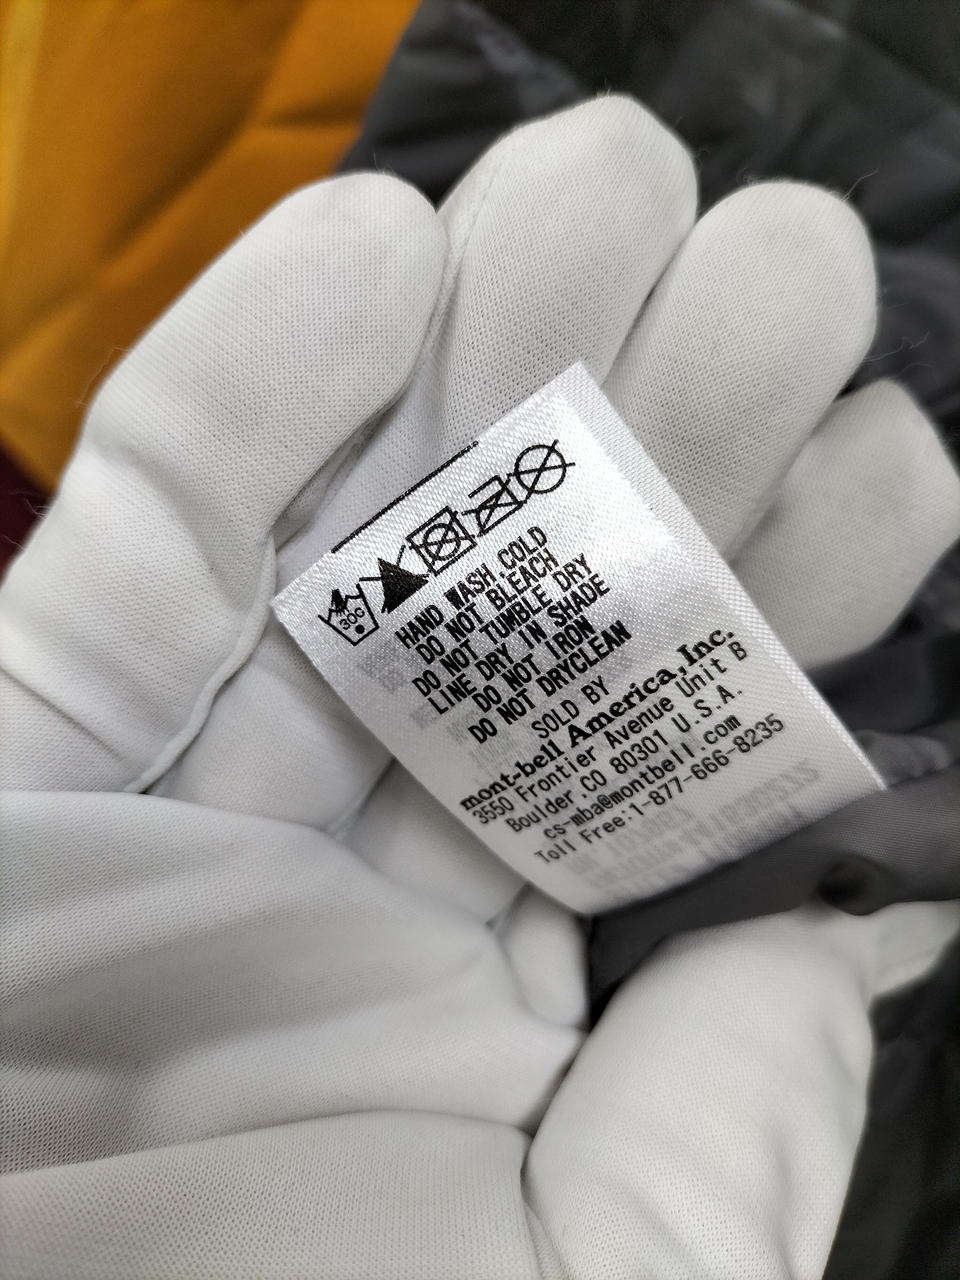 30C
HAND WASH COLD
DO NOT BLEACH
DO NOT TUMBLE DRY
LINE DRY IN SHADE
DO NOT IRON
DO NOT DRYCLEAN
SOLD BY
mont-bell America,Inc.
3550 Frontier Avenue Unit B
Boulder.CO 80301 U.S.A.
cs-mba@montbell.com
Toll Free:1-877-666-8235